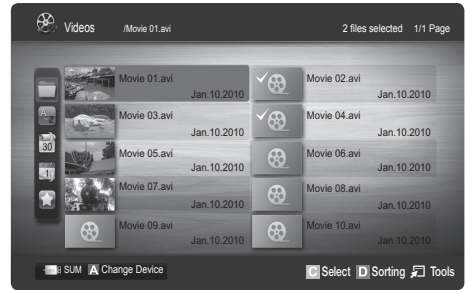 Videos /Movie 01.avi 2 files selected 1/1 Page
Movie 01.avi Movie 02.avi
Jan.10.2010 Jan.10.2010
Movie 03.avi Movie 04.avi
Jan.10.2010 Jan.10.2010
30
Movie 05.avi Movie 06.avi
Jan.10.2010 Jan.10.2010
1
Movie 07.avi Movie 08.avi
Jan.10.2010 Jan.10.2010
Movie 09.avi Movie 10.avi
Jan.10.2010 Jan.10.2010
SUM A Change Device C Select D Sorting Tools